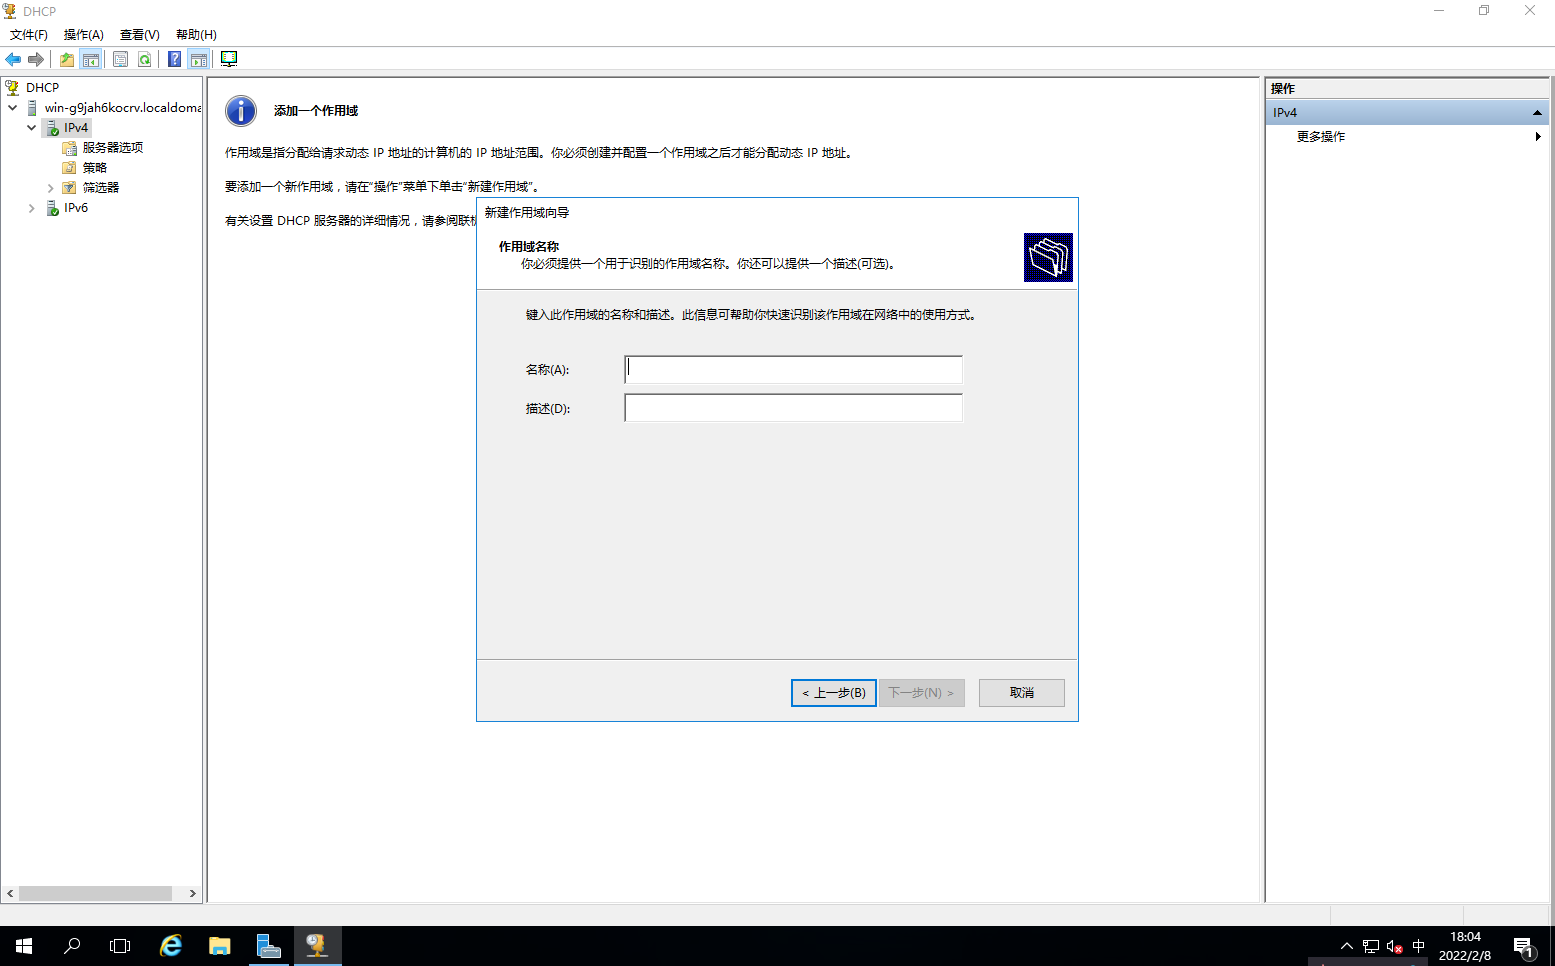 DHCP
文件(F) 操作(A) 查看(V) 帮助(H)
DHCP
win-g9jah6kocrv.localdoma
IPv4
服务器选项
策略
筛选器
IPv6
添加一个作用域
作用域是指分配给请求动态 IP 地址的计算机的 IP 地址范围。你必须创建并配置一个作用域之后才能分配动态 IP 地址。
要添加一个新作用域，请在“操作”菜单下单击“新建作用域”。
有关设置 DHCP 服务器的详细情况，请参阅联机
新建作用域向导
作用域名称
你必须提供一个用于识别的作用域名称。你还可以提供一个描述(可选)。
键入此作用域的名称和描述。此信息可帮助你快速识别该作用域在网络中的使用方式。
名称(A):
描述(D):
< 上一步(B) 下一步(N) > 取消
操作
IPv4
更多操作
中
18:04
2022/2/8
1